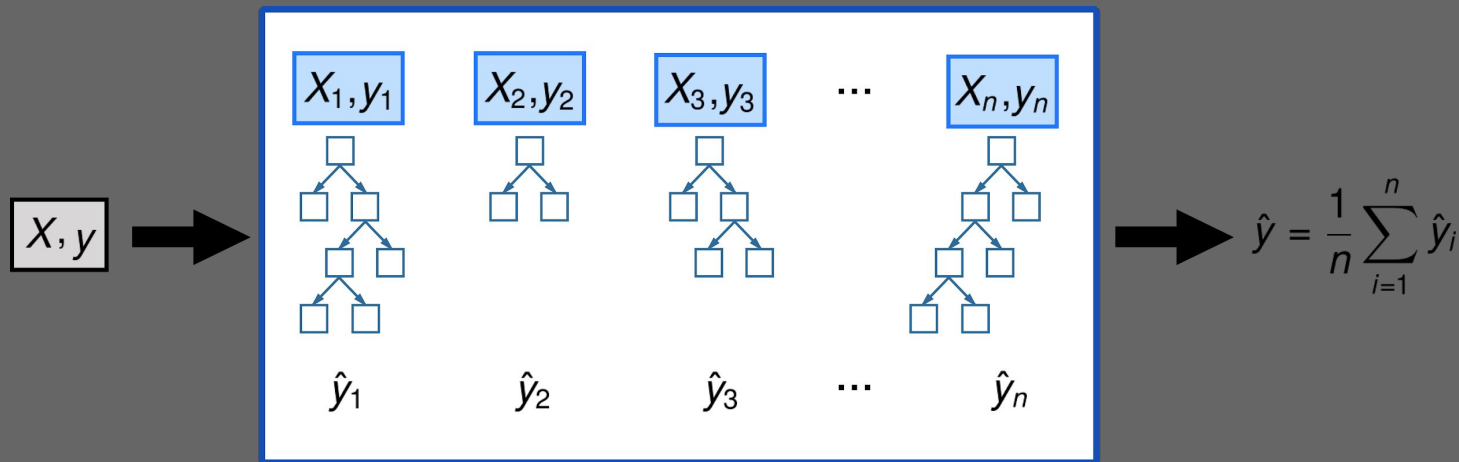 X, y
X₁, y₁
X₂, y₂
X₃, y₃
...
Xₙ, yₙ
ŷ₁
ŷ₂
ŷ₃
...
ŷₙ
ŷ = 1/n ∑ᵢ₌₁ⁿ ŷᵢ